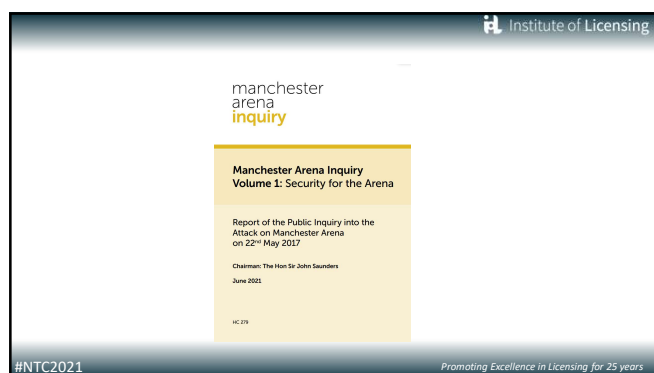 Institute of Licensing
manchester
arena
inquiry
Manchester Arena Inquiry
Volume 1: Security for the Arena
Report of the Public Inquiry into the
Attack on Manchester Arena
on 22nd May 2017
Chairman: The Hon Sir John Saunders
June 2021
HC 279
#NTC2021
Promoting Excellence in Licensing for 25 years